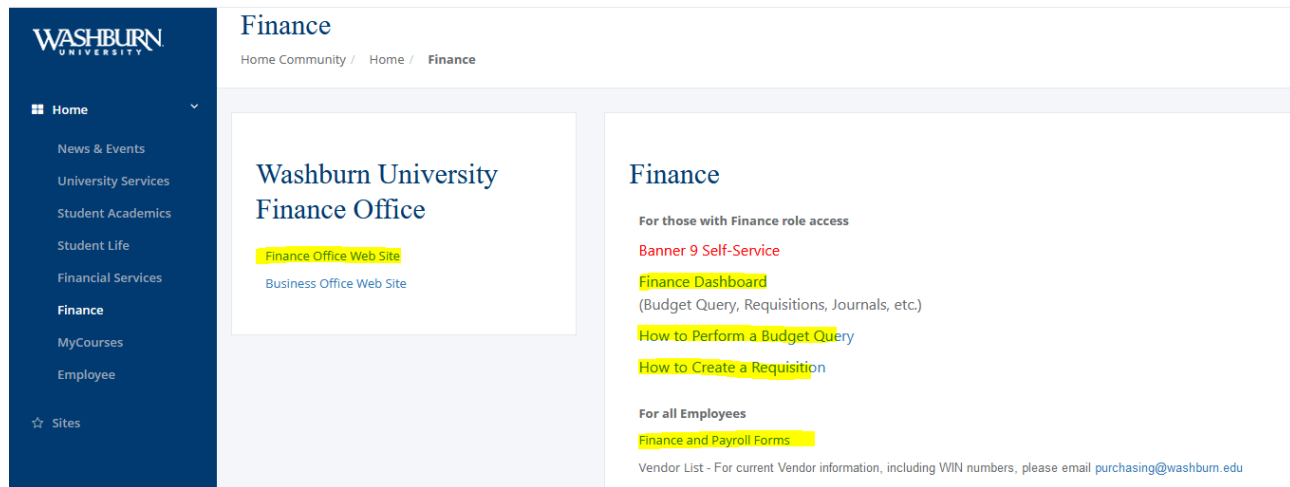 WASHBURN
UNIVERSITY
Home
News & Events
University Services
Student Academics
Student Life
Financial Services
Finance
MyCourses
Employee
Sites
Finance
Home Community / Home / Finance
Washburn University
Finance Office
Finance Office Web Site
Business Office Web Site
Finance
For those with Finance role access
Banner 9 Self-Service
Finance Dashboard
(Budget Query, Requisitions, Journals, etc.)
How to Perform a Budget Query
How to Create a Requisition
For all Employees
Finance and Payroll Forms
Vendor List - For current Vendor information, including WIN numbers, please email purchasing@washburn.edu